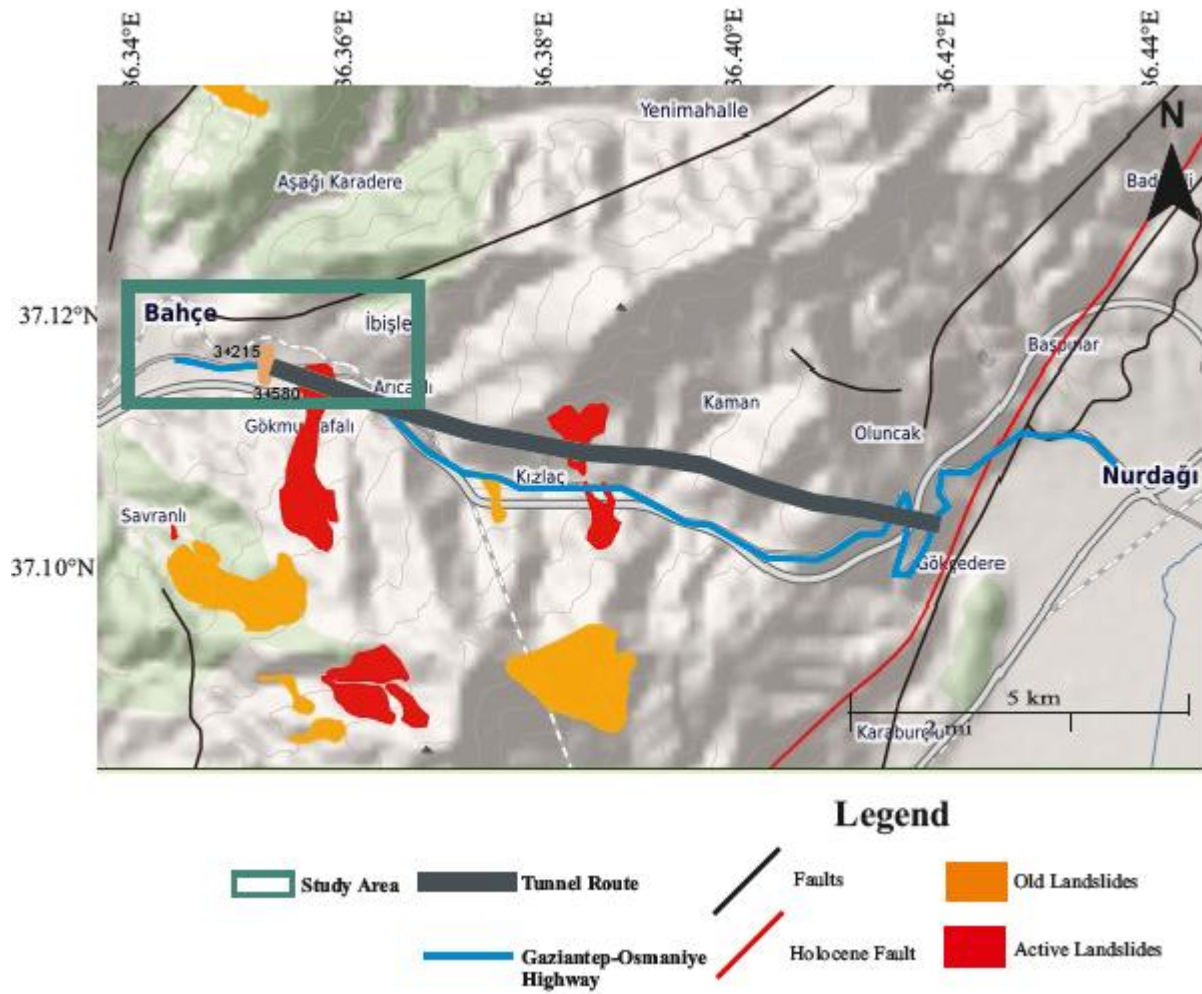 36.34°E
36.36°E
36.38°E
36.40°E
36.42°E
36.44°E
Yenimahalle
N
Aşağı Karadere
37.12°N
Bahçe
İbişle
3+215
Başpınar
3+580
Kaman
Oluncak
Kızlaç
Nurdağı
Savranlı
37.10°N
Gökçedere
5 km
2 mi
Legend
Study Area
Tunnel Route
Faults
Old Landslides
Gaziantep-Osmaniye
Highway
Holocene Fault
Active Landslides